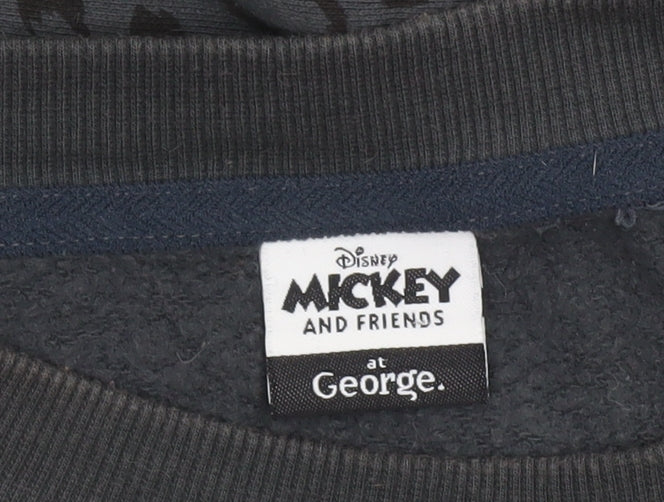 Disney
MICKEY
AND FRIENDS
at
George.